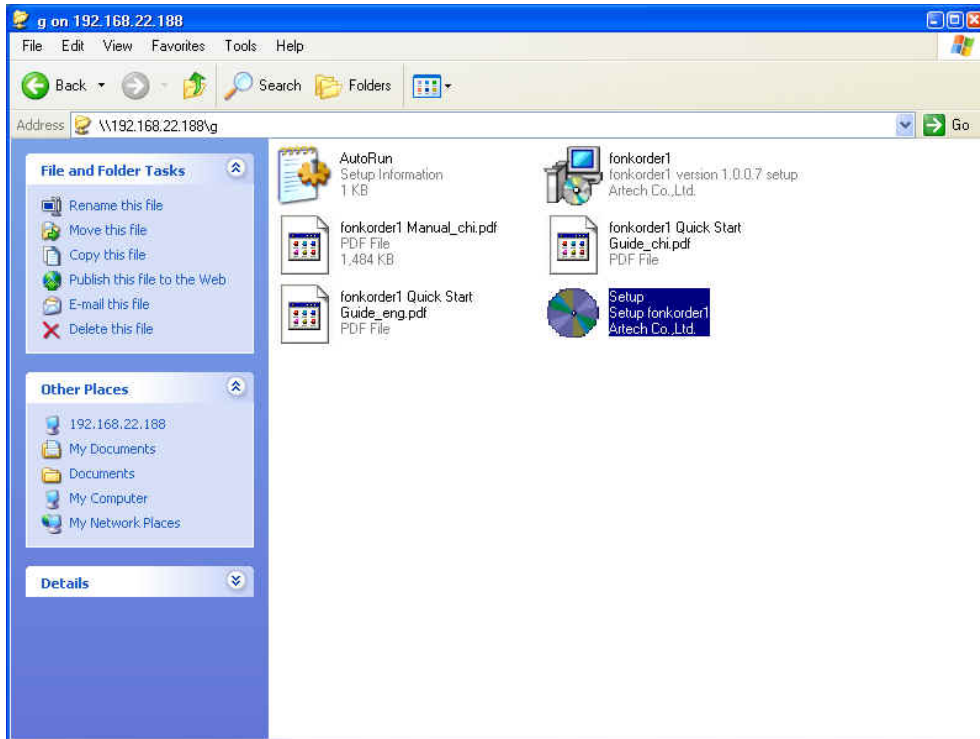 g on 192.168.22.188
File Edit View Favorites Tools Help
Back Search Folders
Address \\192.168.22.188\g Go
File and Folder Tasks
Rename this file
Move this file
Copy this file
Publish this file to the Web
E-mail this file
Delete this file
Other Places
192.168.22.188
My Documents
Documents
My Computer
My Network Places
Details
AutoRun
Setup Information
1 KB
fonkorder1
fonkorder1 version 1.0.0.7 setup
Artech Co.,Ltd.
fonkorder1 Manual_chi.pdf
PDF File
1,484 KB
fonkorder1 Quick Start
Guide_chi.pdf
PDF File
fonkorder1 Quick Start
Guide_eng.pdf
PDF File
Setup
Setup fonkorder1
Artech Co.,Ltd.